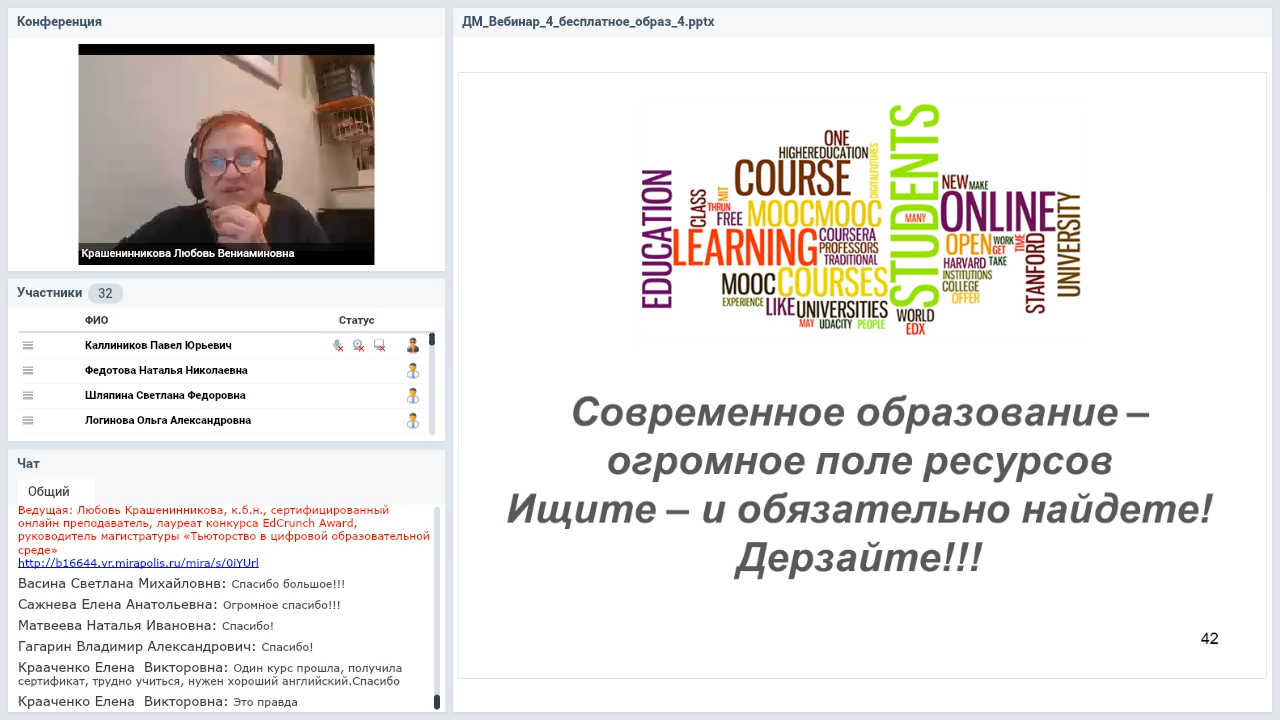 Конференция
Крашенинникова Любовь Вениаминовна
Участники 32
ФИО Статус
Каллиников Павел Юрьевич
Федотова Наталья Николаевна
Шляпина Светлана Федоровна
Логинова Ольга Александровна
Чат
Общий
Ведущая: Любовь Крашенинникова, к.б.н., сертифицированный
онлайн преподаватель, лауреат конкурса EdCrunch Award,
руководитель магистратуры «Тьюторство в цифровой образовательной
среде»
http://b16644.vr.mirapolis.ru/mira/s/0iYUrl
Васина Светлана Михайловнв: Спасибо большое!!!
Сажнева Елена Анатольевна: Огромное спасибо!!!
Матвеева Наталья Ивановна: Спасибо!
Гагарин Владимир Александрович: Спасибо!
Крааченко Елена Викторовна: Один курс прошла, получила
сертификат, трудно учиться, нужен хороший английский.Спасибо
Крааченко Елена Викторовна: Это правда
ДМ_Вебинар_4_бесплатное_образ_4.pptx
EDUCATION
CLASS
MIT
THRUN
FREE
LEARNING
ONE
HIGHEREDUCATION
COURSE
DIGITALFUTURES
MOOCMOOC
COURSERA
PROFESSORS
TRADITIONAL
MOOC
COURSES
EXPERIENCE
LIKE
UNIVERSITIES
MAY
UDACITY
PEOPLE
STUDENTS
MANY
NEW
MAKE
ONLINE
OPEN
WORK
GET
TIME
HARVARD
TAKE
INSTITUTIONS
COLLEGE
OFFER
STANFORD
UNIVERSITY
WORLD
EDX
Современное образование –
огромное поле ресурсов
Ищите – и обязательно найдете!
Дерзайте!!!
42